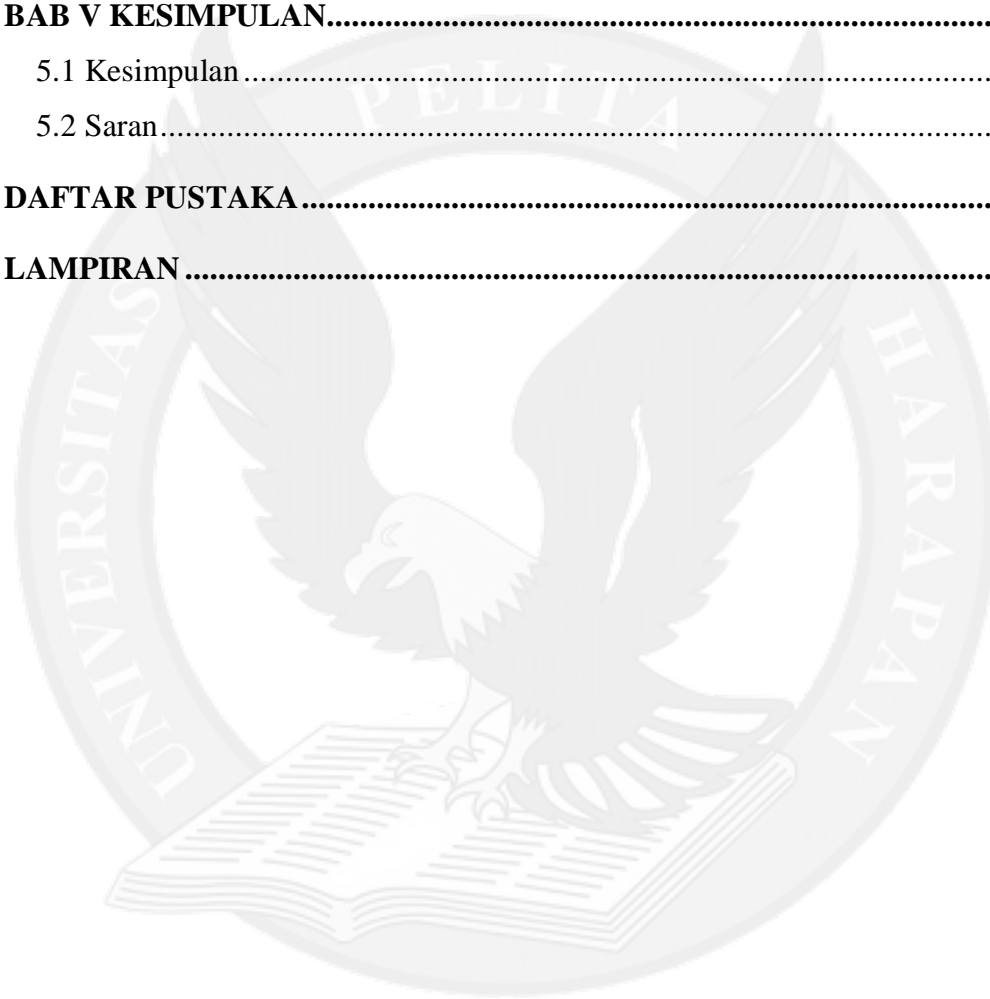 BAB V KESIMPULAN................................................................................
5.1 Kesimpulan..........................................................................................
5.2 Saran....................................................................................................
DAFTAR PUSTAKA...................................................................................
LAMPIRAN.................................................................................................
UNIVERSITAS PELITA HARAPAN